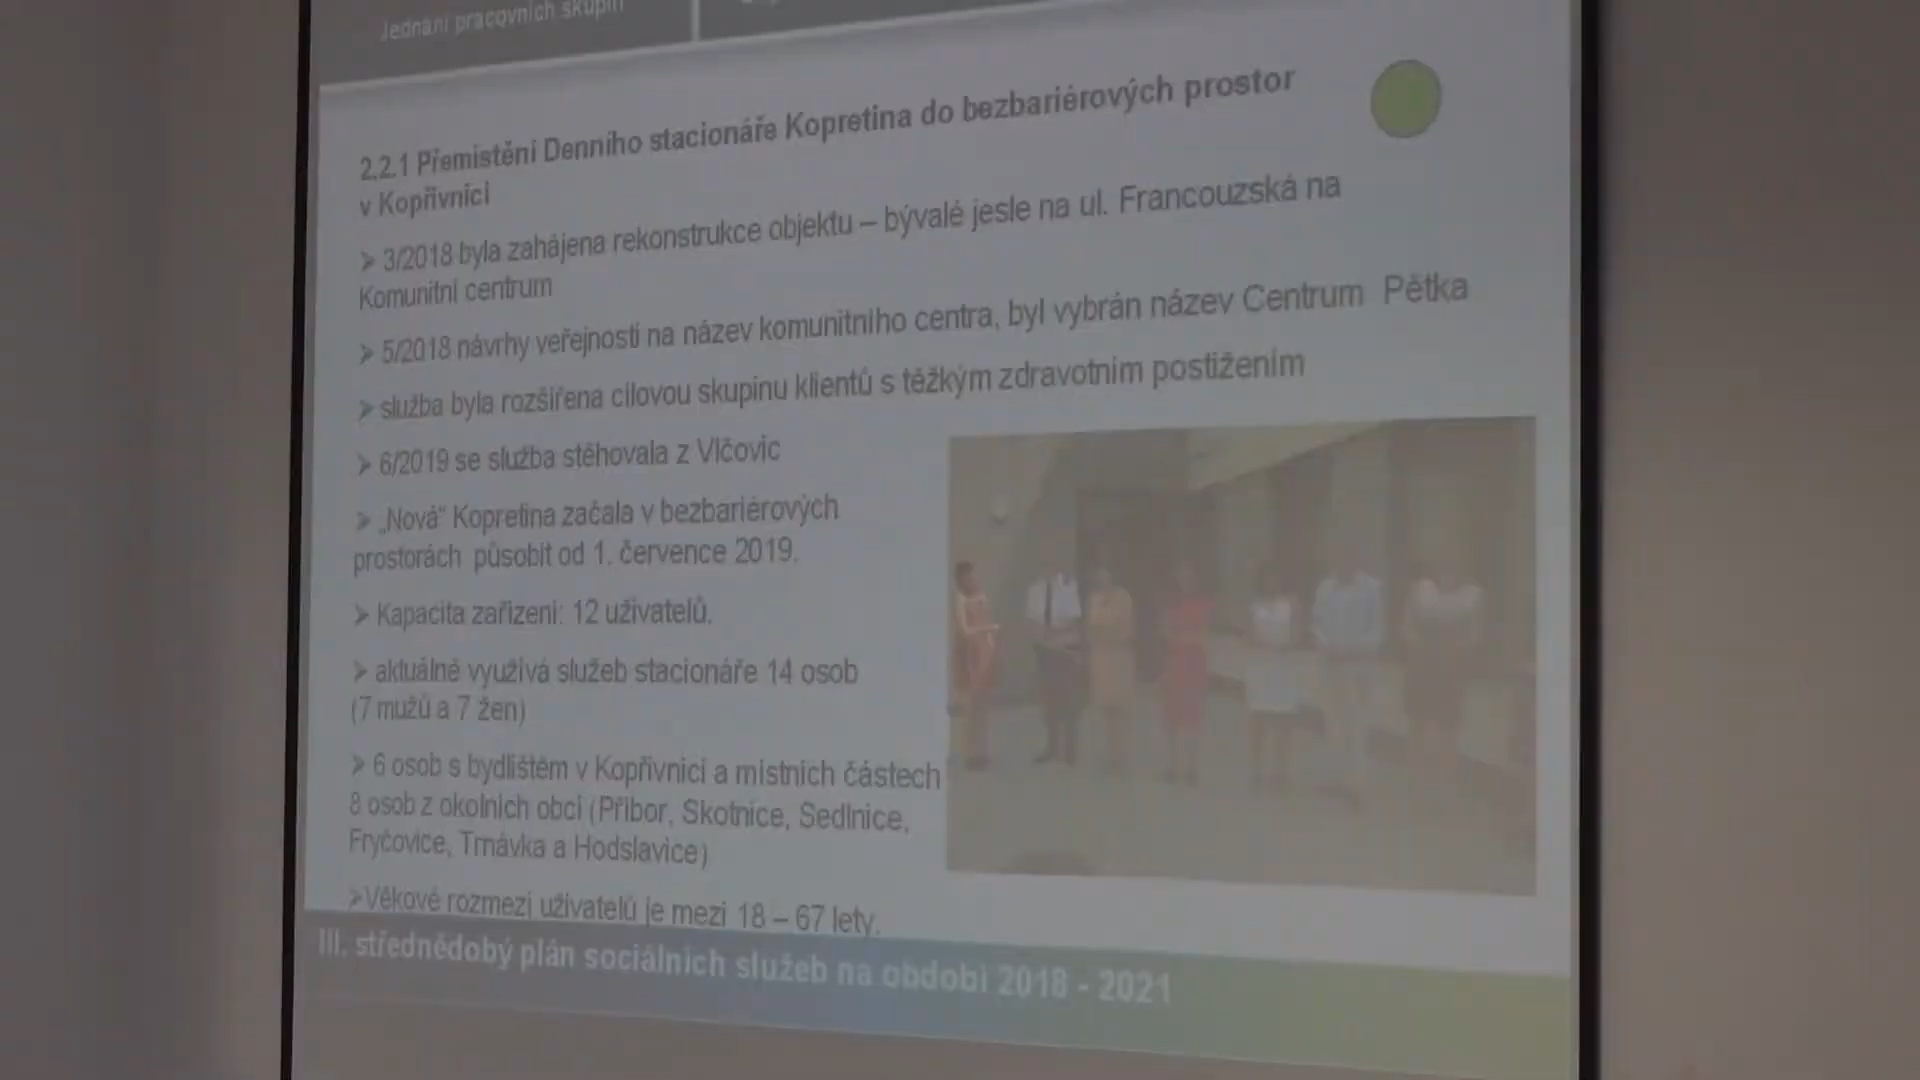 Jednání pracovních skupin
2.2.1 Přemístění Denního stacionáře Kopretina do bezbariérových prostor
v Kopřivnici
➢ 3/2018 byla zahájena rekonstrukce objektu – bývalé jesle na ul. Francouzská na
Komunitní centrum
➢ 5/2018 návrhy veřejnosti na název komunitního centra, byl vybrán název Centrum Pětka
➢ služba byla rozšířena cílovou skupinu klientů s těžkým zdravotním postižením
➢ 6/2019 se služba stěhovala z Vlčovic
➢ „Nová“ Kopretina začala v bezbariérových
prostorách působit od 1. července 2019.
➢ Kapacita zařízení: 12 uživatelů.
➢ aktuálně využívá služeb stacionáře 14 osob
(7 mužů a 7 žen)
➢ 6 osob s bydlištěm v Kopřivnici a místních částech
8 osob z okolních obcí (Příbor, Skotnice, Sedlnice,
Fryčovice, Trnávka a Hodslavice)
➢Věkové rozmezí uživatelů je mezi 18 – 67 lety.
III. střednědobý plán sociálních služeb na období 2018 - 2021